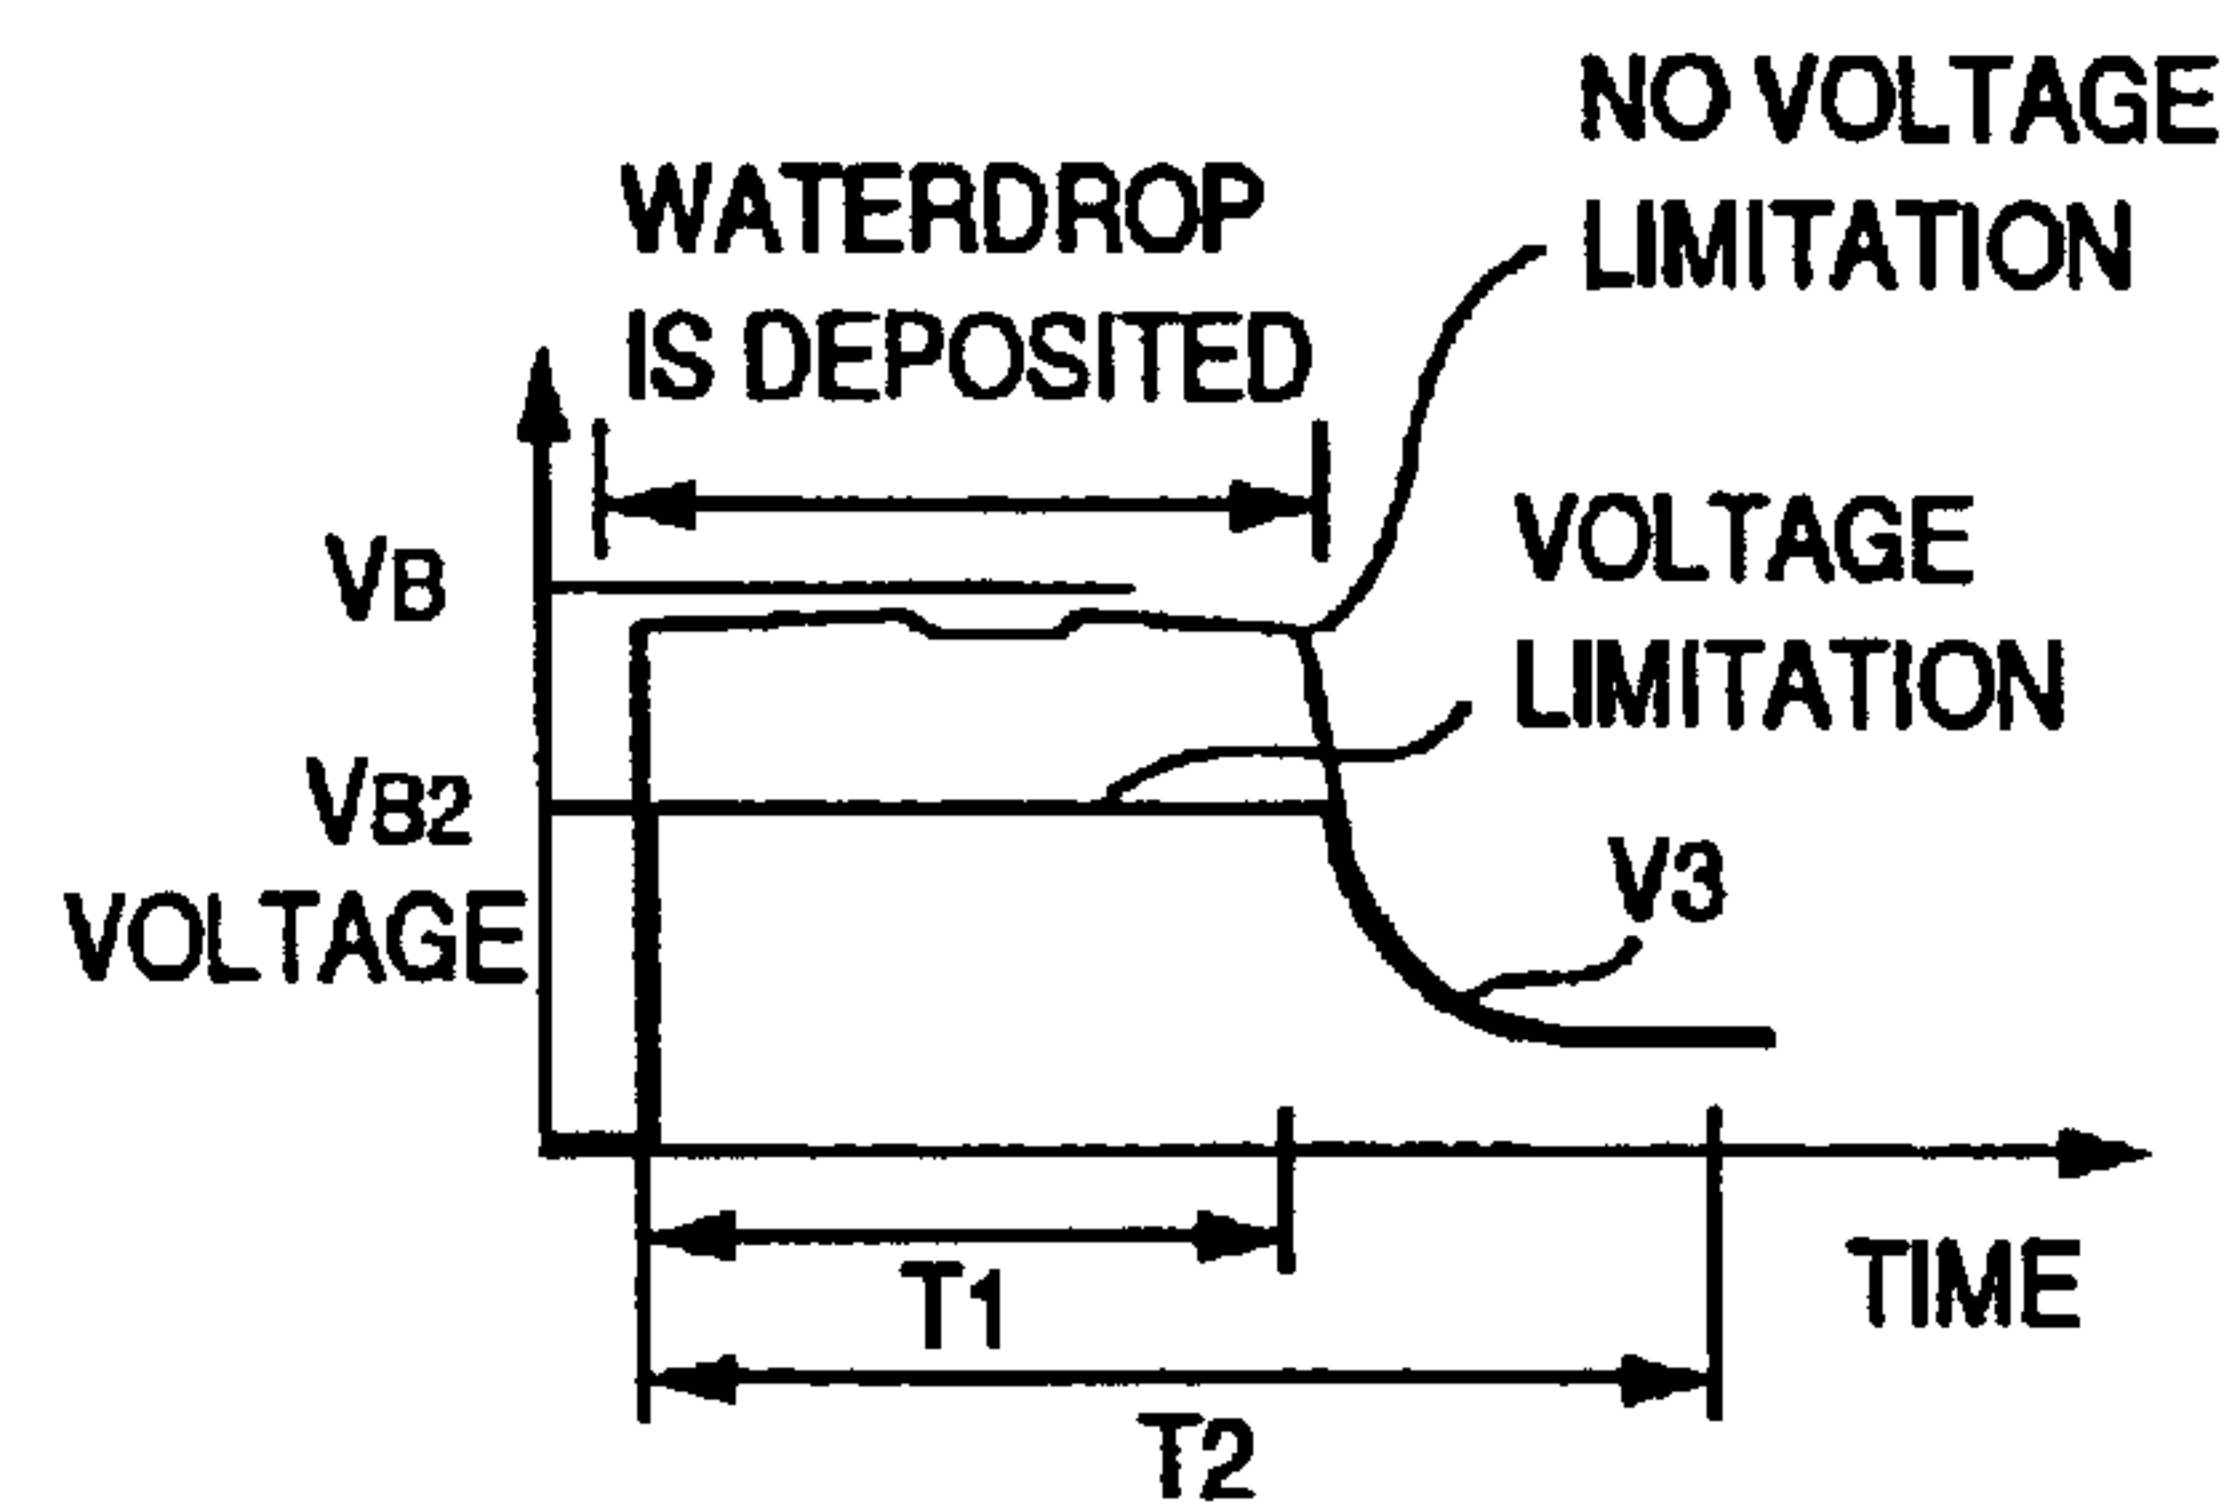 NO VOLTAGE
LIMITATION
WATERDROP
IS DEPOSITED
VOLTAGE
LIMITATION
VB
VB2
VOLTAGE
V3
T1
TIME
T2